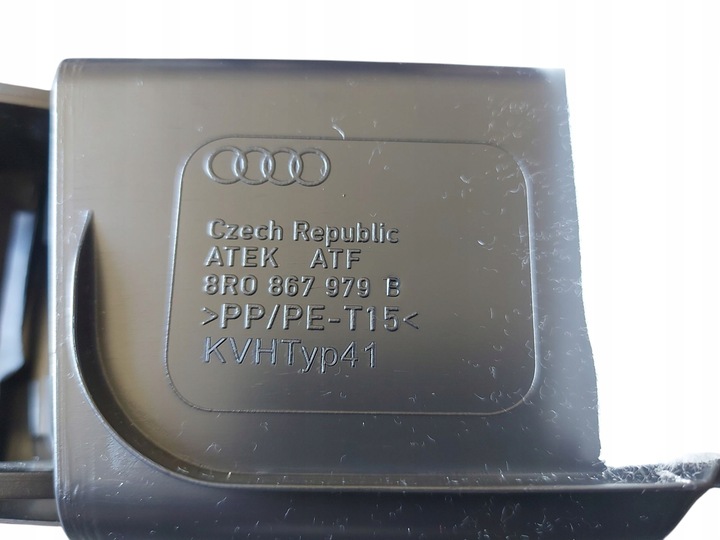 Czech Republic
ATEK ATF
8R0 867 979 B
>PP/PE-T15<
KVHTyp41